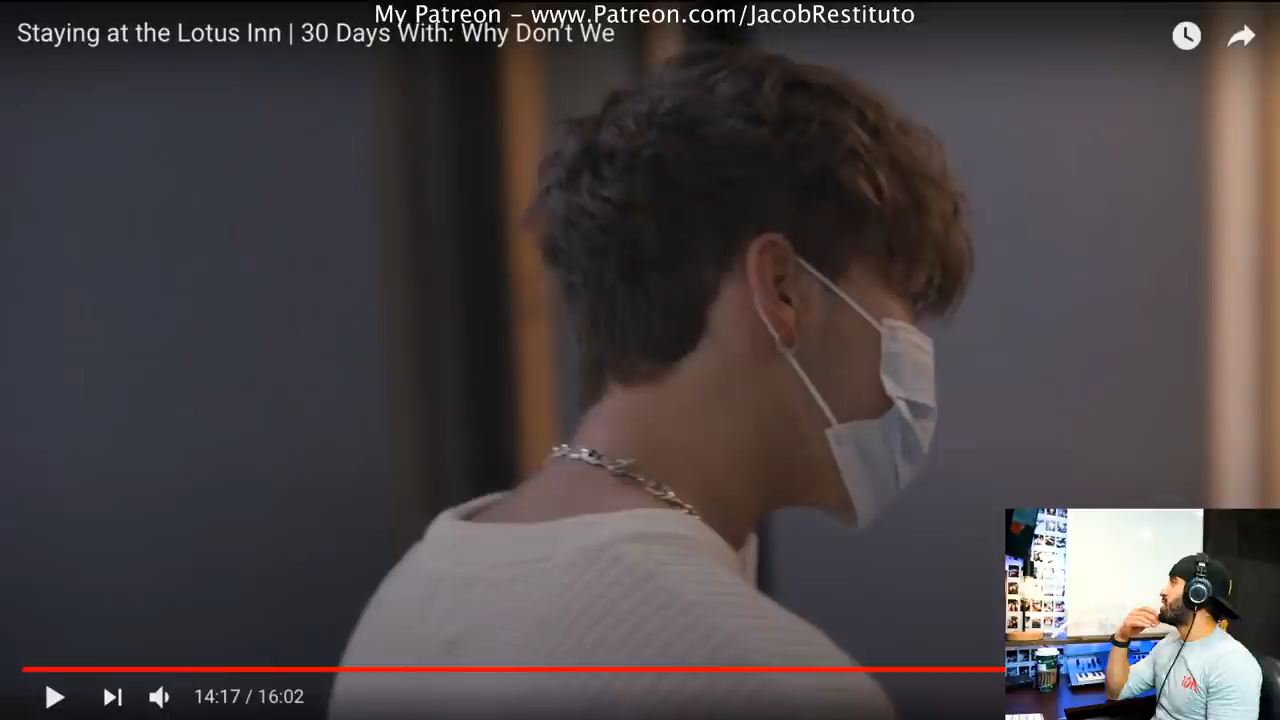 My Patreon - www.Patreon.com/JacobRestituto
Staying at the Lotus Inn | 30 Days With: Why Don't We
14:17 / 16:02